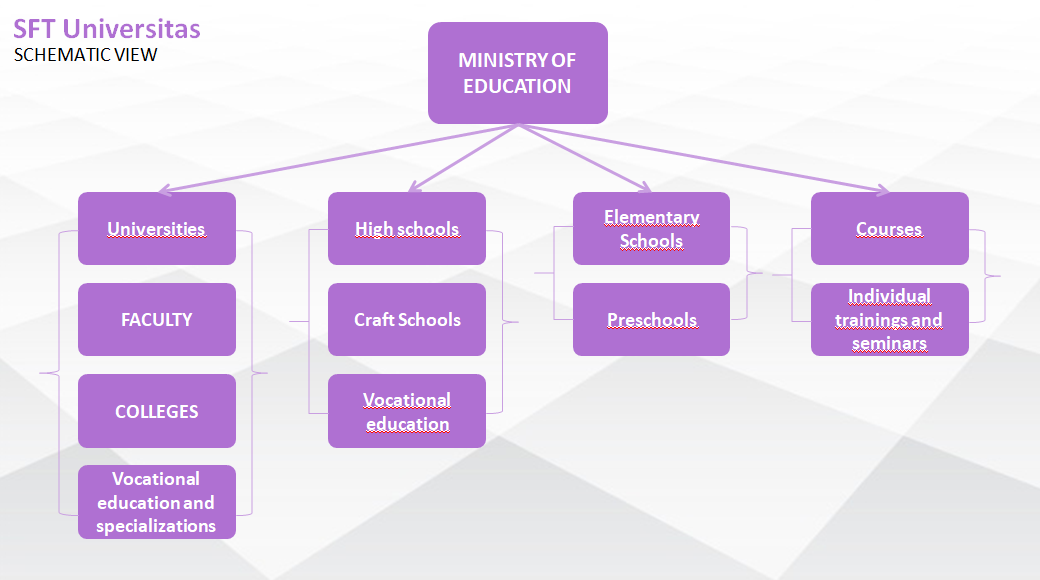 SFT Universitas
SCHEMATIC VIEW
MINISTRY OF
EDUCATION
Universities
High schools
Elementary
Schools
Courses
FACULTY
Craft Schools
Preschools
Individual
trainings and
seminars
COLLEGES
Vocational
education
Vocational
education and
specializations